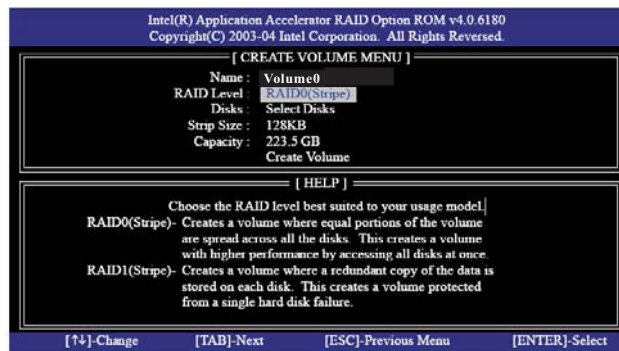 Intel(R) Application Accelerator RAID Option ROM v4.0.6180
Copyright(C) 2003-04 Intel Corporation. All Rights Reversed.
[ CREATE VOLUME MENU ]
Name : Volume0
RAID Level : RAID0(Stripe)
Disks : Select Disks
Strip Size : 128KB
Capacity : 223.5 GB
Create Volume
[ HELP ]
Choose the RAID level best suited to your usage model.
RAID0(Stripe)- Creates a volume where equal portions of the volume
are spread across all the disks. This creates a volume
with higher performance by accessing all disks at once.
RAID1(Stripe)- Creates a volume where a redundant copy of the data is
stored on each disk. This creates a volume protected
from a single hard disk failure.
[↑↓]-Change [TAB]-Next [ESC]-Previous Menu [ENTER]-Select